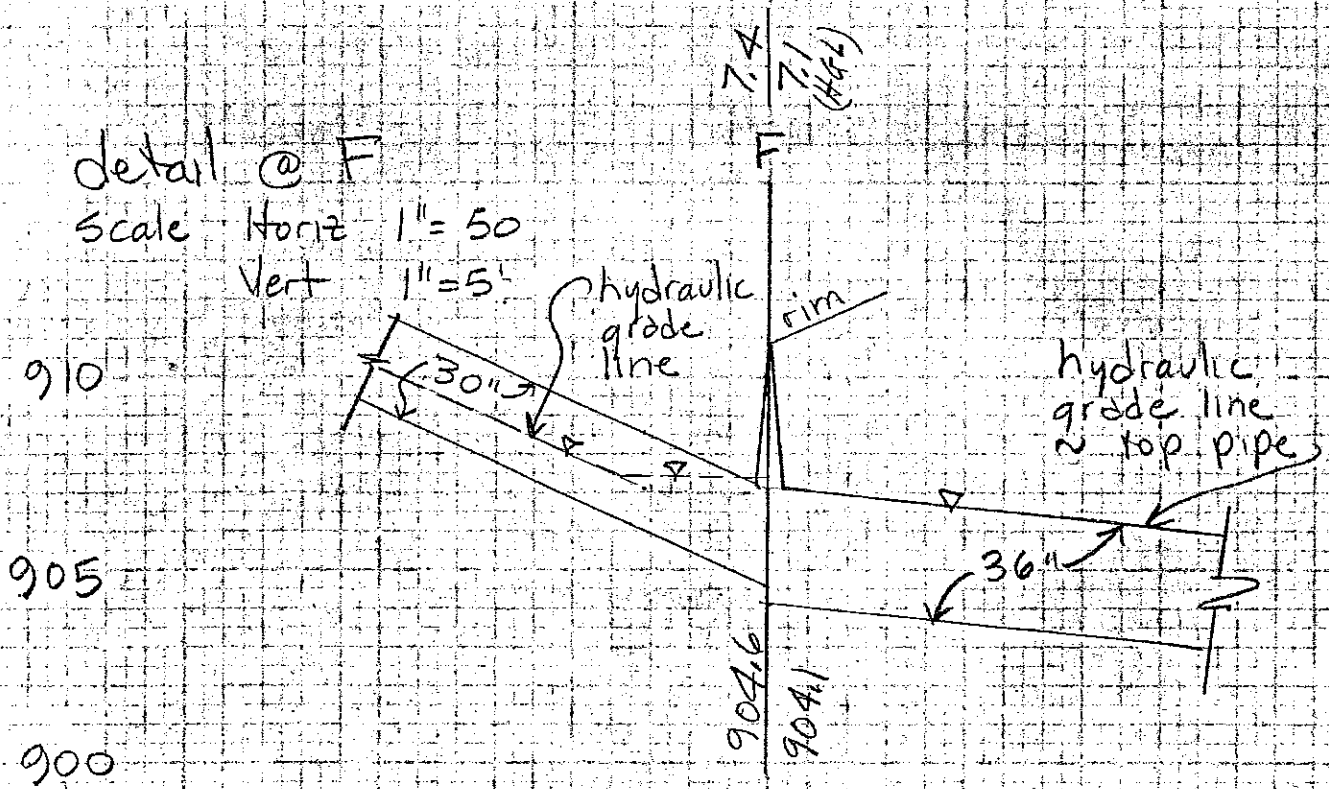 7.4
7.1
(HGL)
F
detail @ F
Scale Horiz 1" = 50
Vert 1" = 5'
hydraulic
grade
line
rim
910
30"
hydraulic
grade line
~ top pipe
905
36"
904.6
904.1
900